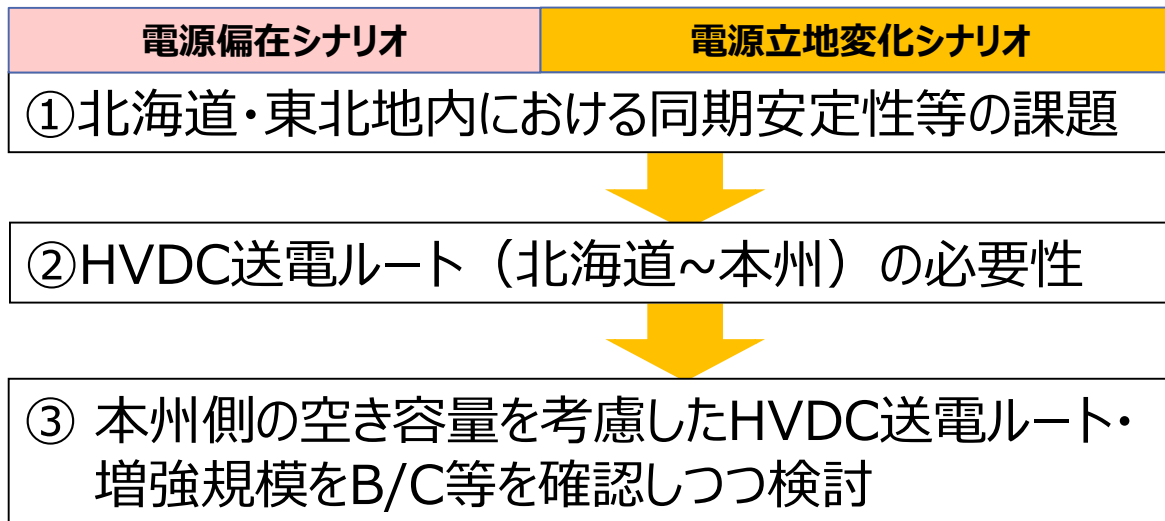 電源偏在シナリオ
電源立地変化シナリオ
①北海道・東北地内における同期安定性等の課題
②HVDC送電ルート（北海道~本州）の必要性
③ 本州側の空き容量を考慮したHVDC送電ルート・
増強規模をB/C等を確認しつつ検討